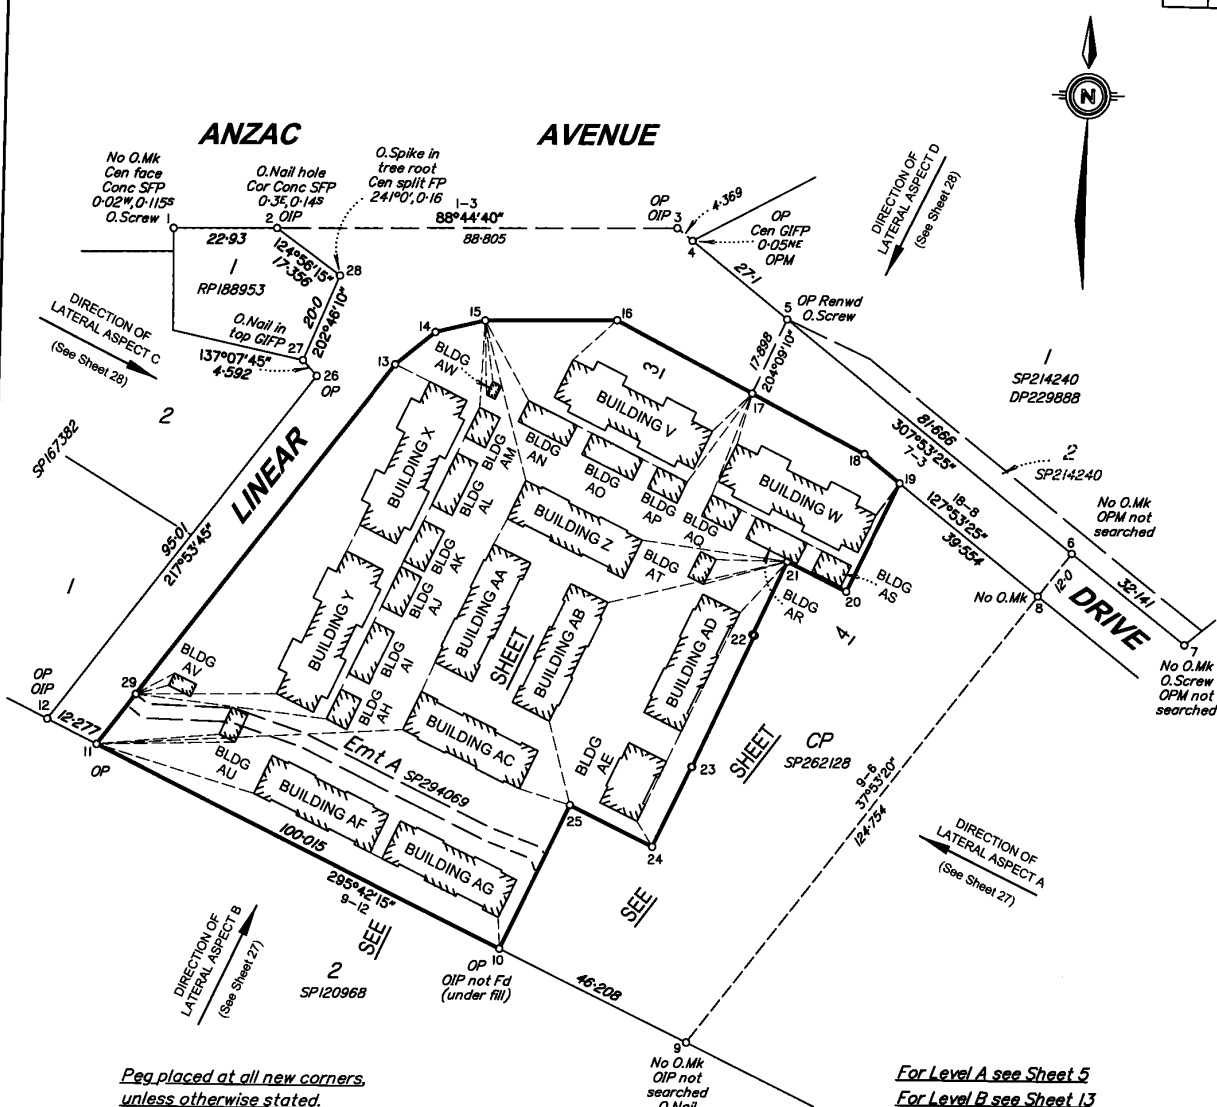 ANZAC
AVENUE
N
No O.Mk
Cen face
Conc SFP
0·02W,0·115S
O.Screw
1
O.Nail hole
Cor Conc SFP
0·3E,0·14S
2 OIP
O.Spike in
tree root
Cen split FP
241°0',0·16
1-3
88°44'40"
88·805
22·93
OP
OIP 3
4·369
4
OP
Cen GIFP
0·05NE
OPM
27·1
DIRECTION OF
LATERAL ASPECT D
(See Sheet 28)
124°56'15"
17·356
28
1
RP188953
20·0
202°46'10"
O.Nail in
top GIFP
27
137°07'45"
4·592
26
OP
DIRECTION OF
LATERAL ASPECT C
(See Sheet 28)
2
SP167382
1
95·01
217°53'45"
LINEAR
13
14
15
16
5 OP Renwd
O.Screw
17·898
204°09'10"
17
18
19
1
SP214240
DP229888
81·666
307°53'25"
7-3
2
SP214240
No O.Mk
OPM not
searched
18-8
127°53'25"
39·554
6
12·0
No O.Mk
8
32·141
DRIVE
7
No O.Mk
O.Screw
OPM not
searched
BLDG
AW
31
BUILDING V
BUILDING W
BUILDING X
BLDG
AM
BLDG
AN
BLDG
AO
BLDG
AP
BLDG
AQ
BLDG
AL
BLDG
AK
BLDG
AJ
BLDG
AI
BLDG
AH
BUILDING Z
BLDG
AT
21
BLDG
AR
BLDG
AS
20
41
BUILDING Y
BUILDING AA
SHEET
BUILDING AB
BUILDING AD
22
23
BLDG
AV
29
OP
OIP
12
12·277
11
OP
BLDG
AU
Emt A
SP294069
BUILDING AC
BLDG
AE
SHEET
CP
SP262128
BUILDING AF
BUILDING AG
25
24
100·015
295°42'15"
9-12
SEE
SEE
9-6
37°53'20"
124·754
DIRECTION OF
LATERAL ASPECT A
(See Sheet 27)
DIRECTION OF
LATERAL ASPECT B
(See Sheet 27)
2
SP120968
10
OP
OIP not Fd
(under fill)
46·208
9
No O.Mk
OIP not
searched
O.Nail
Peg placed at all new corners,
unless otherwise stated.
For Level A see Sheet 5
For Level B see Sheet 13